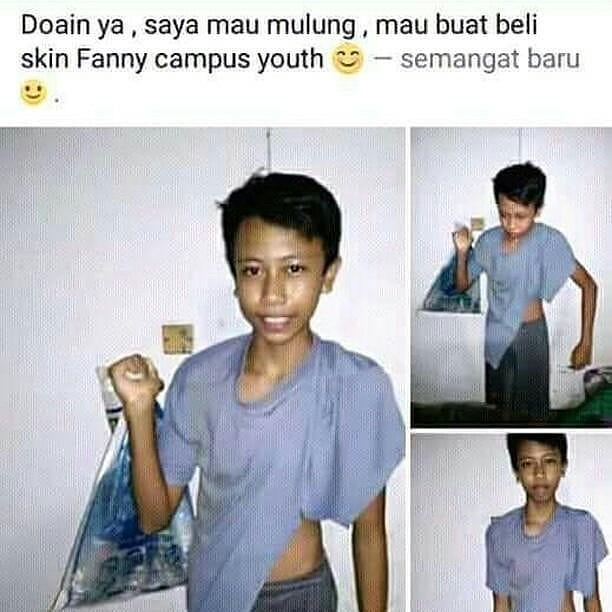 Doain ya , saya mau mulung , mau buat beli
skin Fanny campus youth 😊 — semangat baru
🙂 .